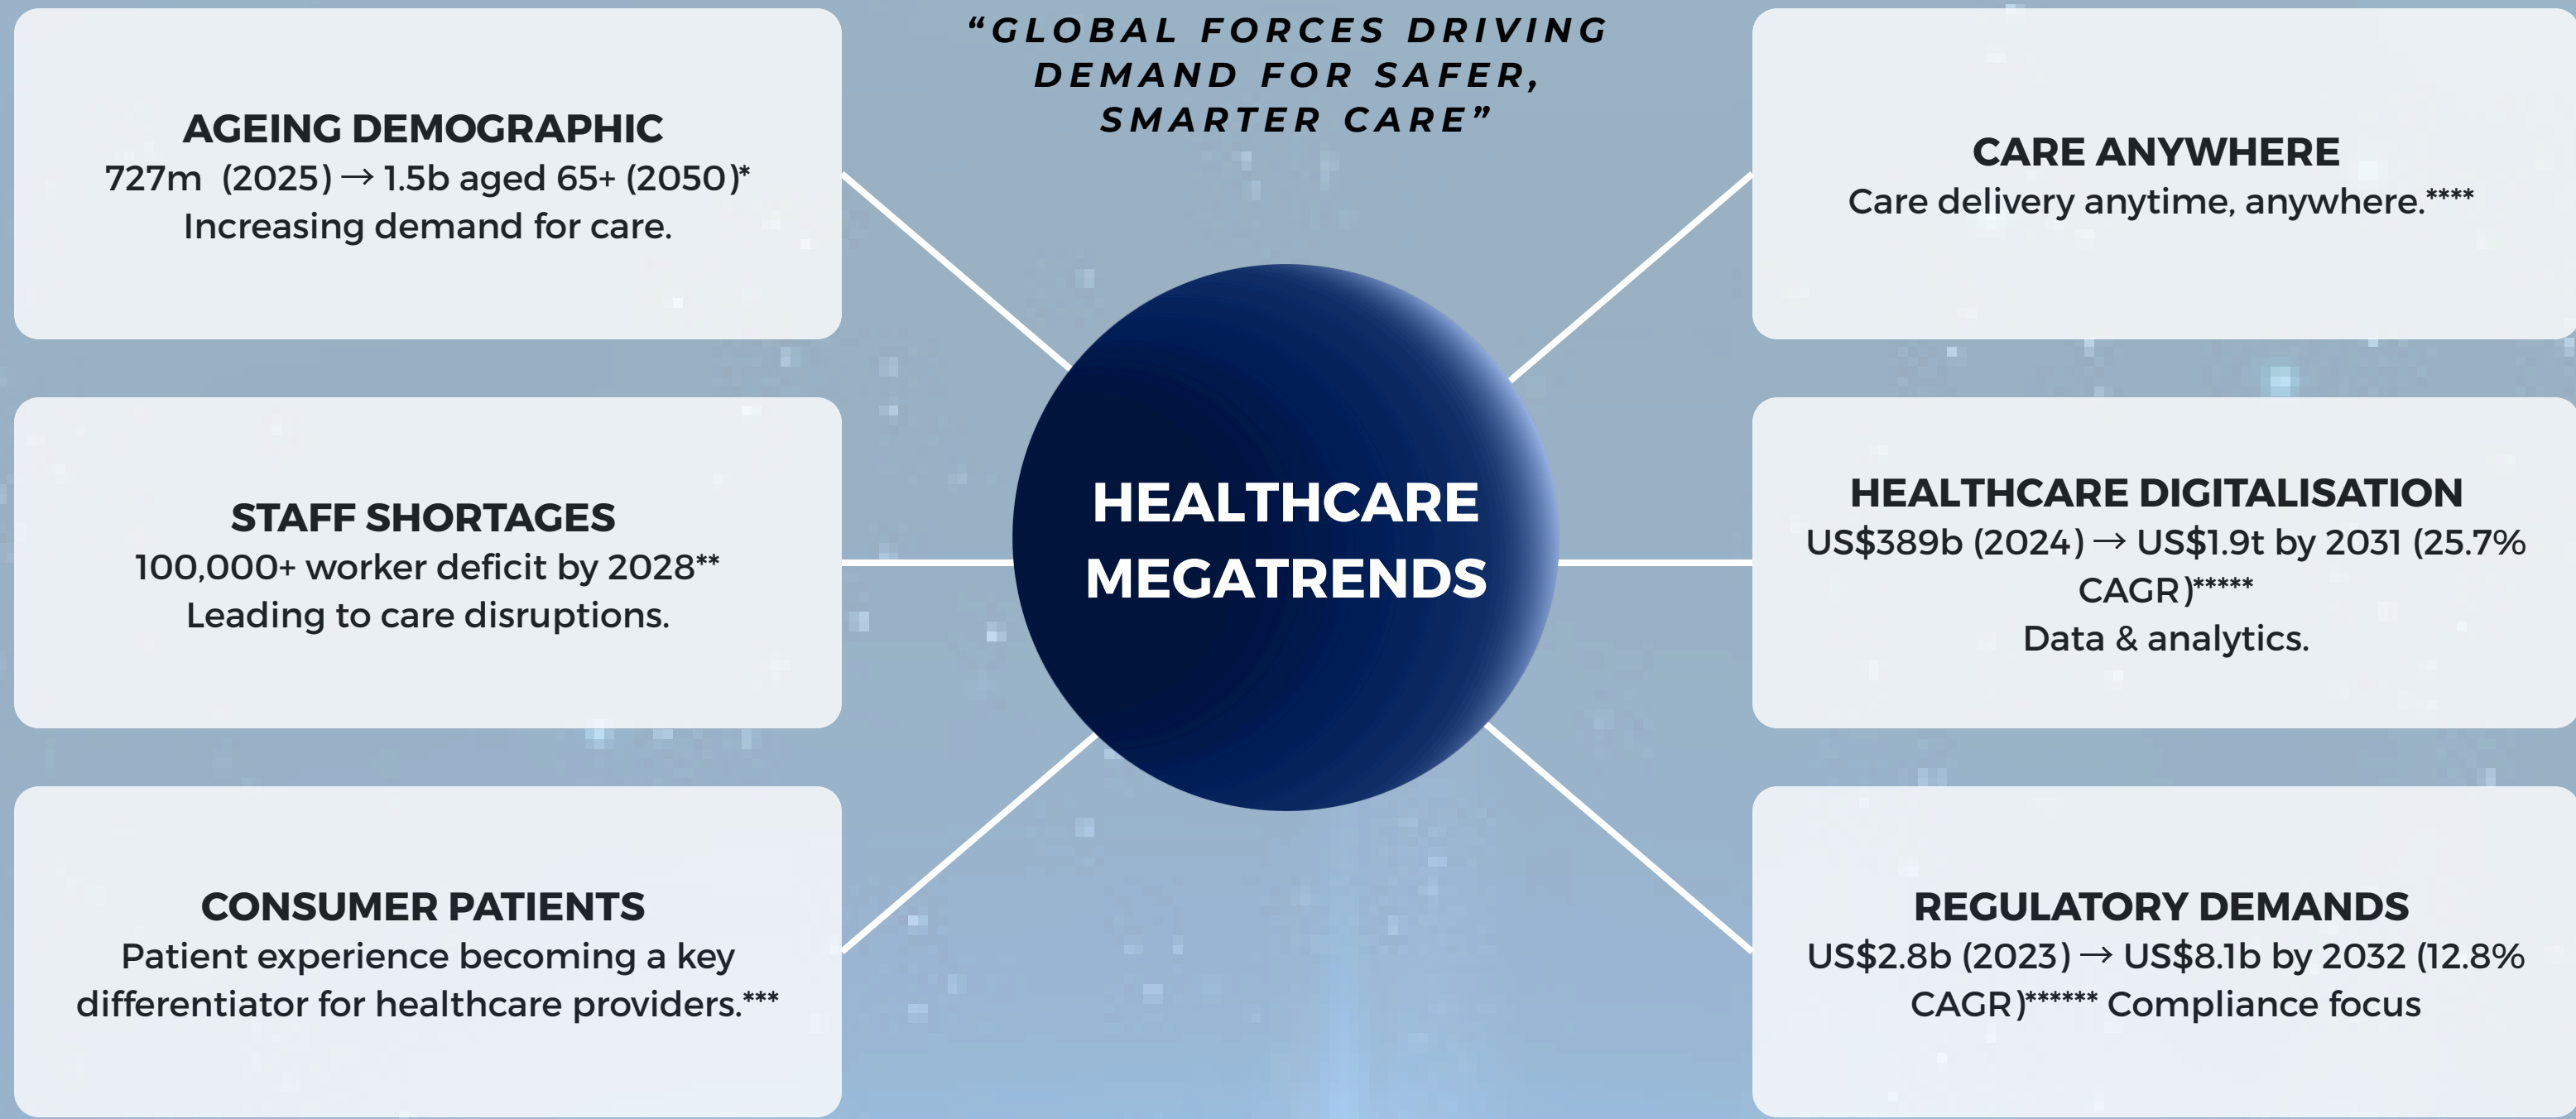 “GLOBAL FORCES DRIVING
DEMAND FOR SAFER,
SMARTER CARE”
AGEING DEMOGRAPHIC
727m (2025) → 1.5b aged 65+ (2050)*
Increasing demand for care.
STAFF SHORTAGES
100,000+ worker deficit by 2028**
Leading to care disruptions.
CONSUMER PATIENTS
Patient experience becoming a key
differentiator for healthcare providers.***
HEALTHCARE
MEGATRENDS
CARE ANYWHERE
Care delivery anytime, anywhere.****
HEALTHCARE DIGITALISATION
US$389b (2024) → US$1.9t by 2031 (25.7%
CAGR)*****
Data & analytics.
REGULATORY DEMANDS
US$2.8b (2023) → US$8.1b by 2032 (12.8%
CAGR)****** Compliance focus